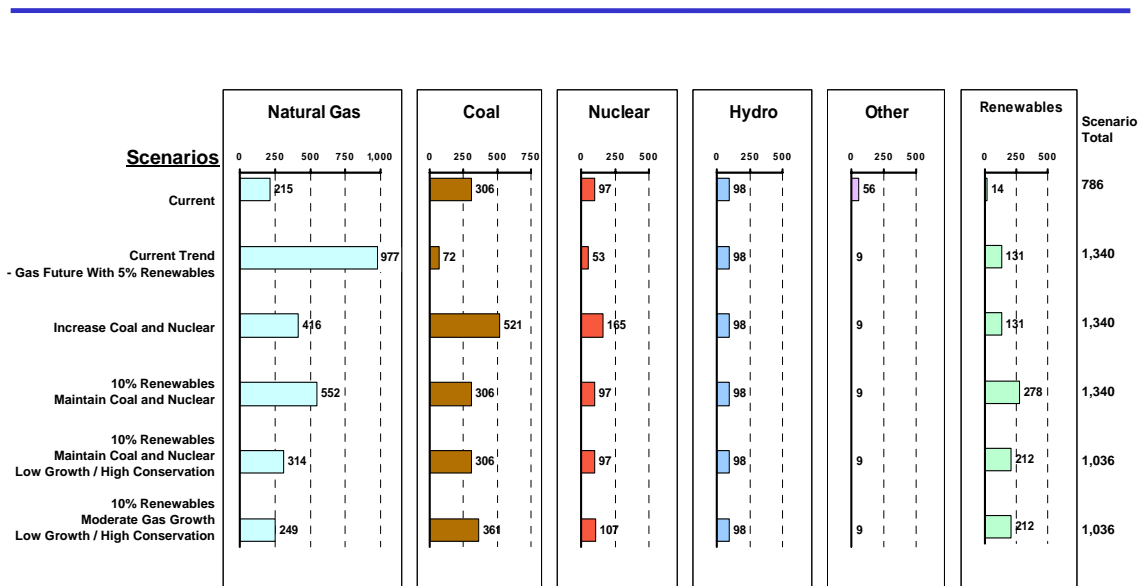 Natural Gas Coal Nuclear Hydro Other Renewables
Scenario
Total
Scenarios
0 250 500 750 1,000 0 250 500 750 0 250 500 0 250 500 0 250 500 0 250 500
Current 215 306 97 98 56 14 786
Current Trend
- Gas Future With 5% Renewables 977 72 53 98 9 131 1,340
Increase Coal and Nuclear 416 521 165 98 9 131 1,340
10% Renewables
Maintain Coal and Nuclear 552 306 97 98 9 278 1,340
10% Renewables
Maintain Coal and Nuclear
Low Growth / High Conservation 314 306 97 98 9 212 1,036
10% Renewables
Moderate Gas Growth
Low Growth / High Conservation 249 361 107 98 9 212 1,036